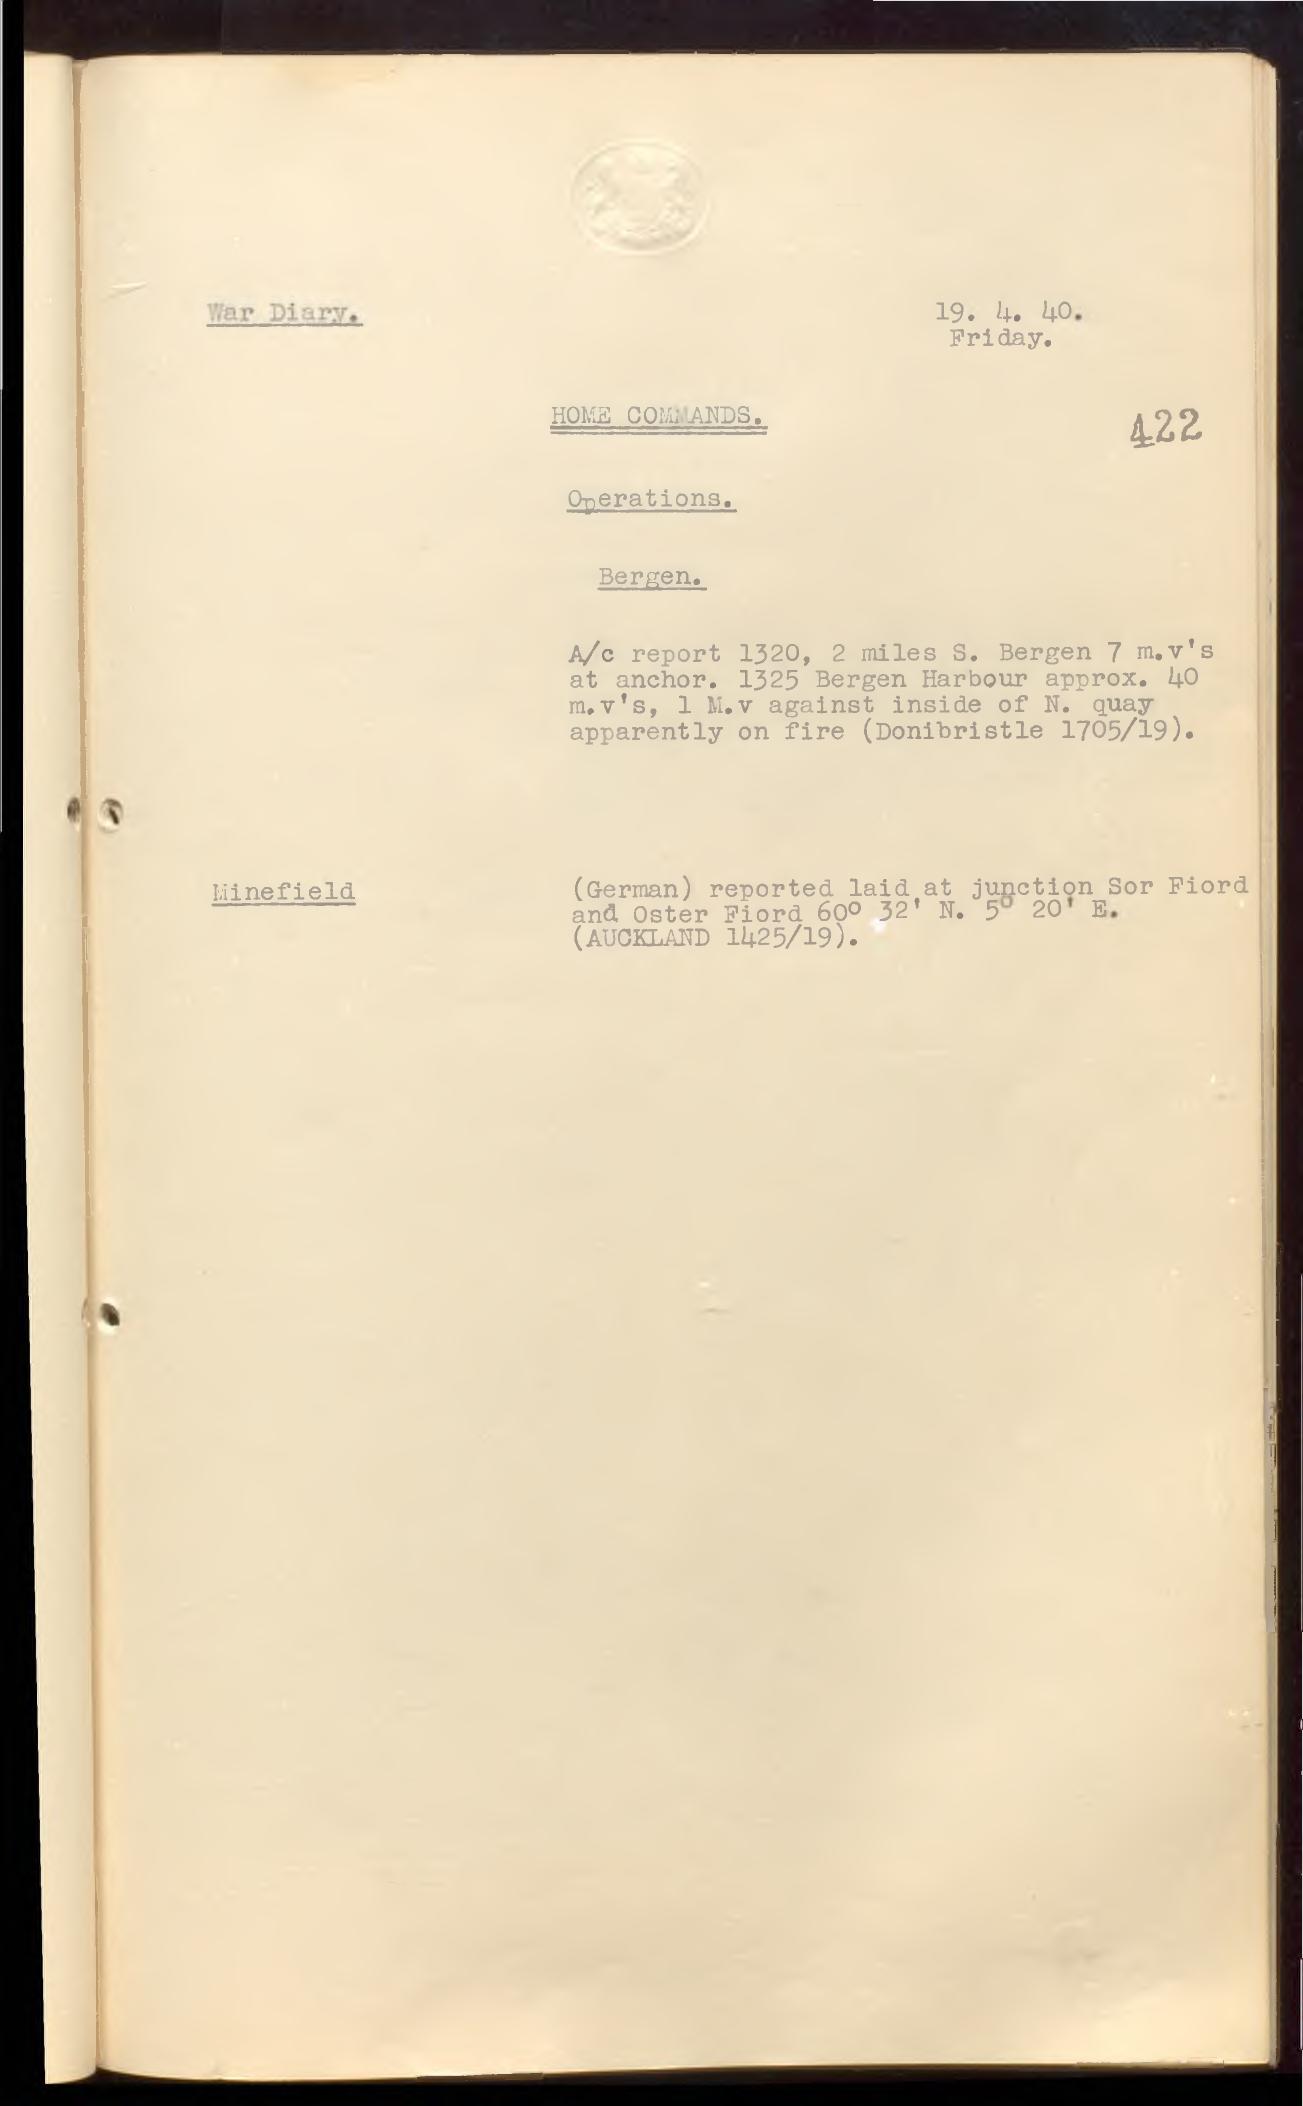 War Diary.
19. 4. 40.
Friday.
HOME COMMANDS.
422
Operations.
Bergen.
A/c report 1320, 2 miles S. Bergen 7 m.v's
at anchor. 1325 Bergen Harbour approx. 40
m.v's, 1 M.v against inside of N. quay
apparently on fire (Donibristle 1705/19).
Minefield
(German) reported laid at junction Sor Fiord
and Oster Fiord 60° 32' N. 5° 20' E.
(AUCKLAND 1425/19).